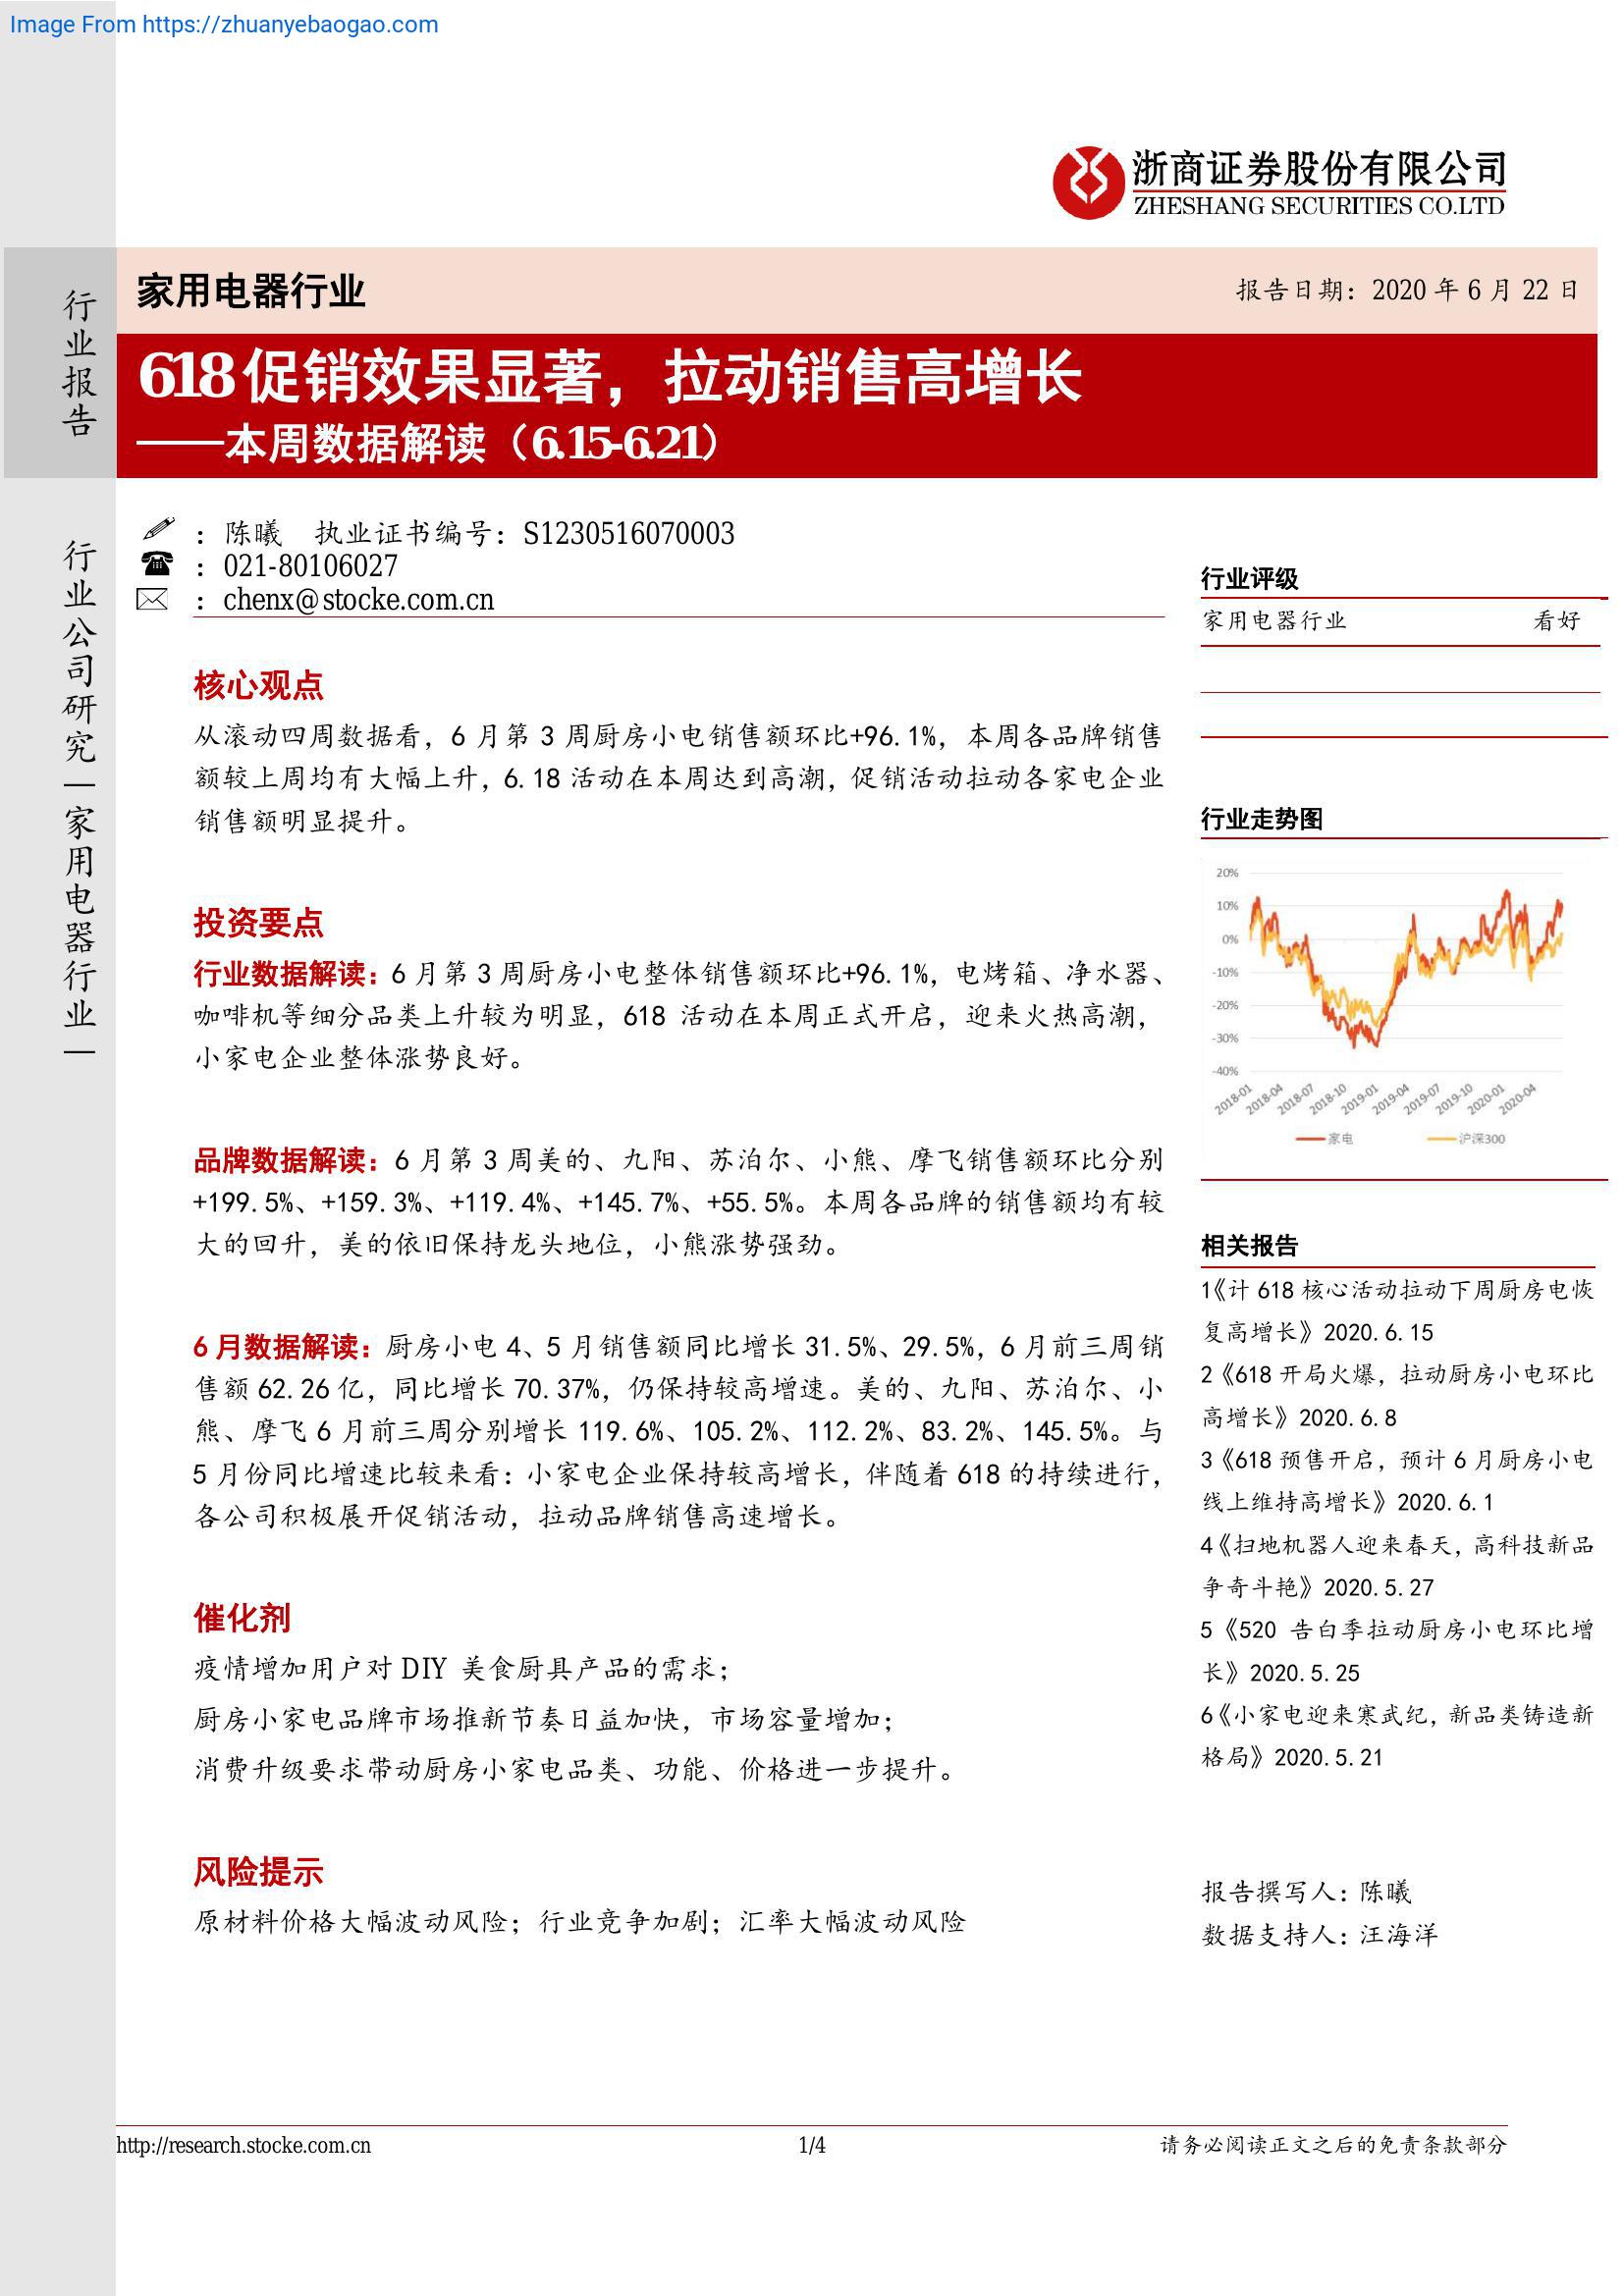 Image From https://zhuanyebaogao.com
浙商证券股份有限公司
ZHESHANG SECURITIES CO.LTD
行业报告
家用电器行业
报告日期：2020 年 6 月 22 日
618促销效果显著，拉动销售高增长
——本周数据解读（6.15-6.21）
行业公司研究—家用电器行业—
：陈曦 执业证书编号：S1230516070003
：021-80106027
：chenx@stocke.com.cn
核心观点
从滚动四周数据看，6 月第 3 周厨房小电销售额环比+96.1%，本周各品牌销售
额较上周均有大幅上升，6.18 活动在本周达到高潮，促销活动拉动各家电企业
销售额明显提升。
投资要点
行业数据解读：6 月第 3 周厨房小电整体销售额环比+96.1%，电烤箱、净水器、
咖啡机等细分品类上升较为明显，618 活动在本周正式开启，迎来火热高潮，
小家电企业整体涨势良好。
品牌数据解读：6 月第 3 周美的、九阳、苏泊尔、小熊、摩飞销售额环比分别
+199.5%、+159.3%、+119.4%、+145.7%、+55.5%。本周各品牌的销售额均有较
大的回升，美的依旧保持龙头地位，小熊涨势强劲。
6 月数据解读：厨房小电 4、5 月销售额同比增长 31.5%、29.5%，6 月前三周销
售额 62.26 亿，同比增长 70.37%，仍保持较高增速。美的、九阳、苏泊尔、小
熊、摩飞 6 月前三周分别增长 119.6%、105.2%、112.2%、83.2%、145.5%。与
5 月份同比增速比较来看：小家电企业保持较高增长，伴随着 618 的持续进行，
各公司积极展开促销活动，拉动品牌销售高速增长。
催化剂
疫情增加用户对 DIY 美食厨具产品的需求；
厨房小家电品牌市场推新节奏日益加快，市场容量增加；
消费升级要求带动厨房小家电品类、功能、价格进一步提升。
风险提示
原材料价格大幅波动风险；行业竞争加剧；汇率大幅波动风险
行业评级
家用电器行业 看好
行业走势图
20%
10%
0%
-10%
-20%
-30%
-40%
2018-01 2018-04 2018-07 2018-10 2019-01 2019-04 2019-07 2019-10 2020-01 2020-04
家电 沪深300
相关报告
1《计 618 核心活动拉动下周厨房电恢
复高增长》2020.6.15
2《618 开局火爆，拉动厨房小电环比
高增长》2020.6.8
3《618 预售开启，预计 6 月厨房小电
线上维持高增长》2020.6.1
4《扫地机器人迎来春天，高科技新品
争奇斗艳》2020.5.27
5《520 告白季拉动厨房小电环比增
长》2020.5.25
6《小家电迎来寒武纪，新品类铸造新
格局》2020.5.21
报告撰写人：陈曦
数据支持人：汪海洋
http://research.stocke.com.cn
1/4
请务必阅读正文之后的免责条款部分